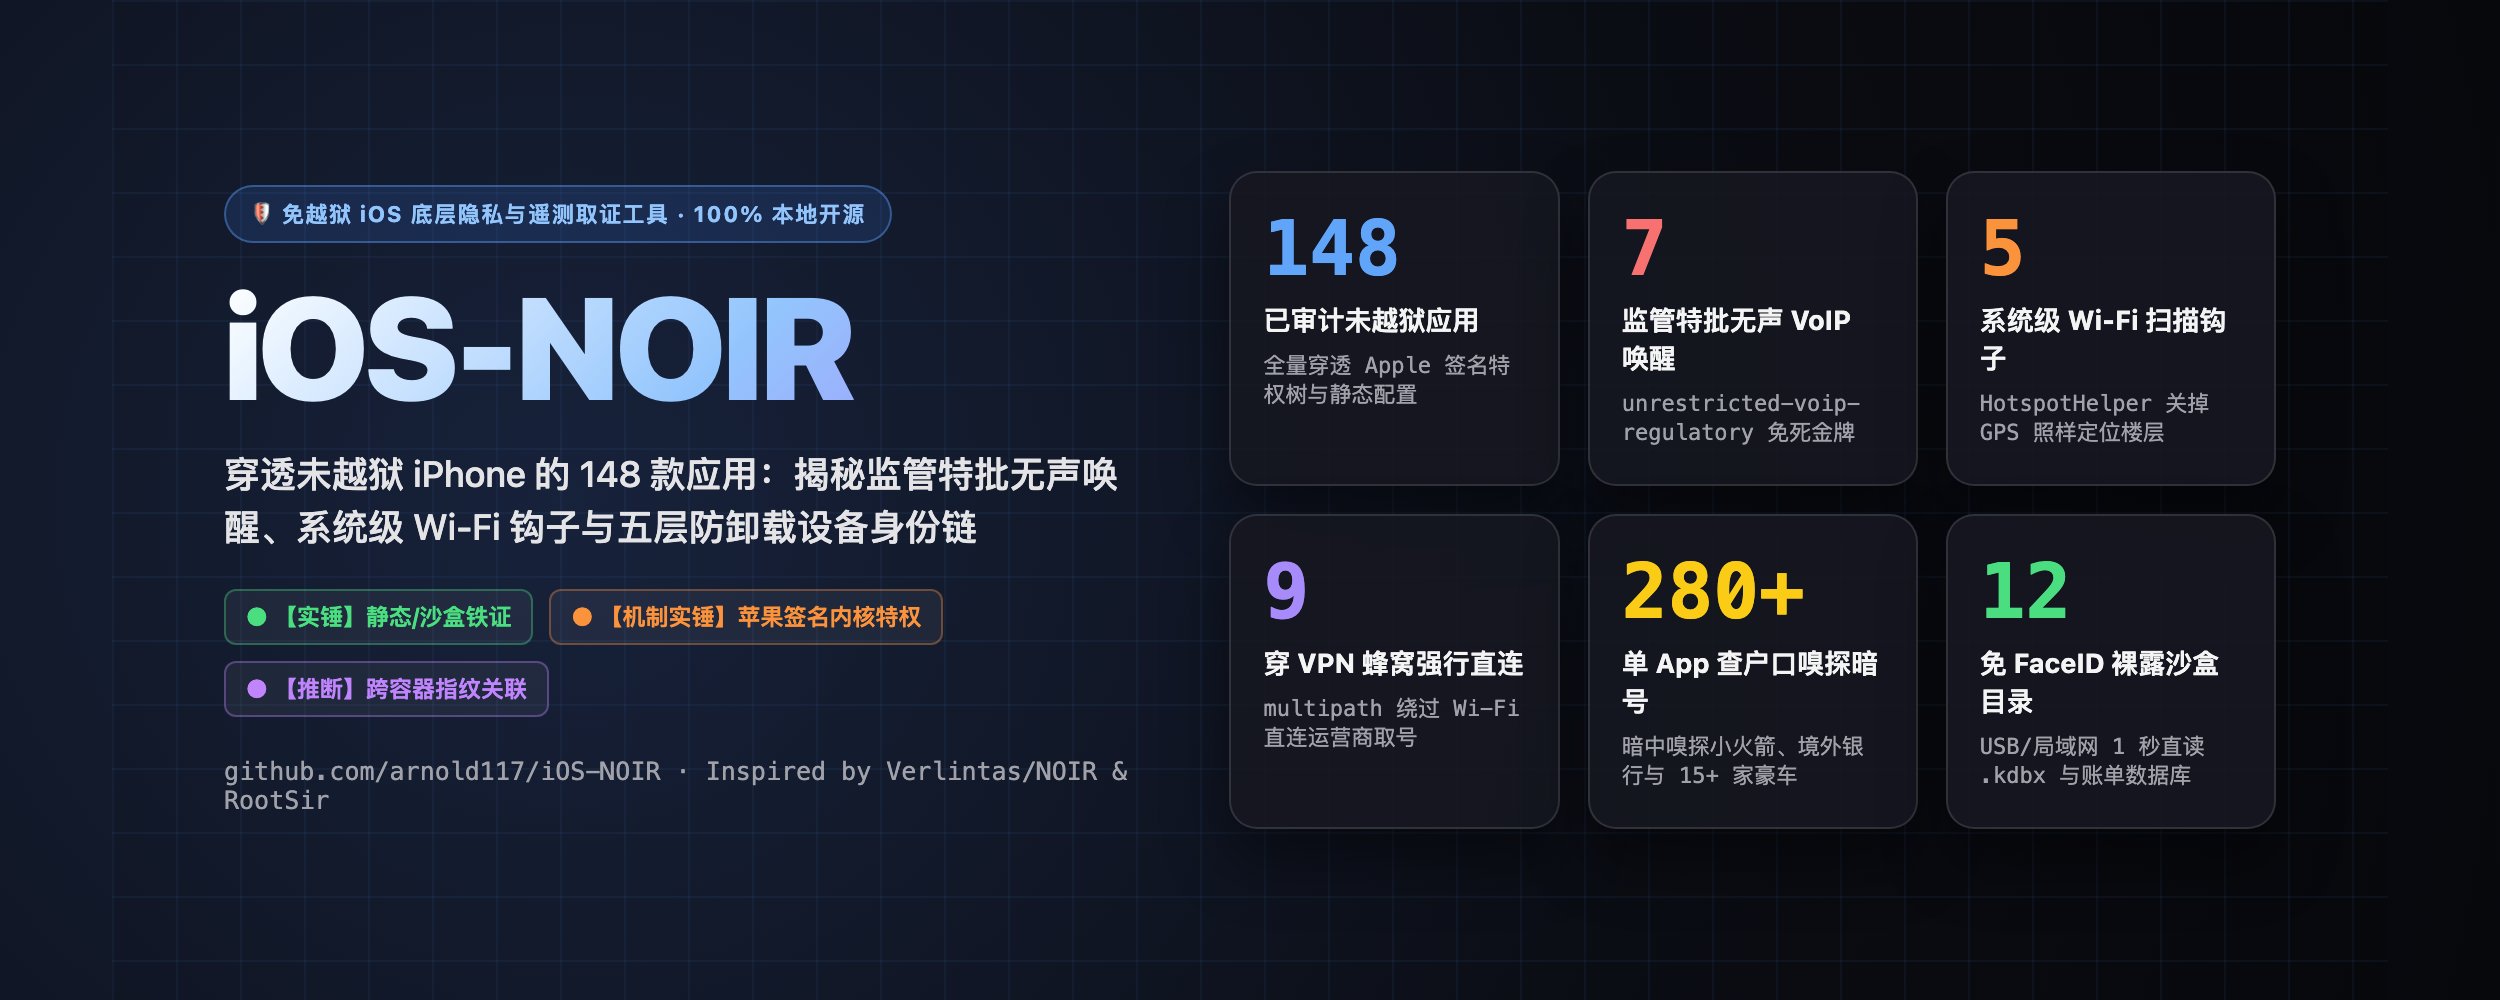 免越狱 iOS 底层隐私与遥测取证工具 · 100% 本地开源
iOS-NOIR
穿透未越狱 iPhone 的 148 款应用：揭秘监管特批无声唤
醒、系统级 Wi-Fi 钩子与五层防卸载设备身份链
【实锤】静态/沙盒铁证
【机制实锤】苹果签名内核特权
【推断】跨容器指纹关联
github.com/arnold117/iOS-NOIR · Inspired by Verlintas/NOIR &
RootSir
148
已审计未越狱应用
全量穿透 Apple 签名特
权树与静态配置
7
监管特批无声 VoIP
唤醒
unrestricted-voip-
regulatory 免死金牌
5
系统级 Wi-Fi 扫描钩
子
HotspotHelper 关掉
GPS 照样定位楼层
9
穿 VPN 蜂窝强行直连
multipath 绕过 Wi-Fi
直连运营商取号
280+
单 App 查户口嗅探暗
号
暗中嗅探小火箭、境外银
行与 15+ 家豪车
12
免 FaceID 裸露沙盒
目录
USB/局域网 1 秒直读
.kdbx 与账单数据库